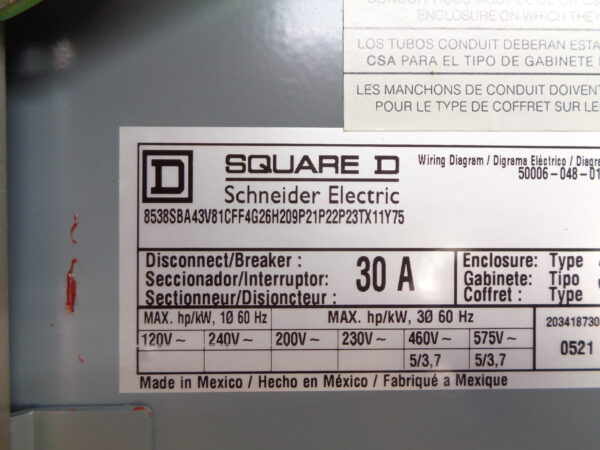 ENCLOSURE ON WHICH THEY
LOS TUBOS CONDUIT DEBERAN ESTA
CSA PARA EL TIPO DE GABINETE
LES MANCHONS DE CONDUIT DOIVENT
POUR LE TYPE DE COFFRET SUR LE
D SQUARE D
Schneider Electric
Wiring Diagram / Digrama Eléctrico / Diagra
50006-048-01
8538SBA43V81CFF4G26H209P21P22P23TX11Y75
Disconnect/Breaker :
Seccionador/Interruptor:
Sectionneur/Disjoncteur :
30 A
Enclosure: Type
Gabinete: Tipo
Coffret : Type
MAX. hp/kW, 1Ø 60 Hz MAX. hp/kW, 3Ø 60 Hz
120V~ 240V~ 200V~ 230V~ 460V~ 575V~
5/3,7 5/3,7
203418730
0521
Made in Mexico / Hecho en México / Fabriqué a Mexique